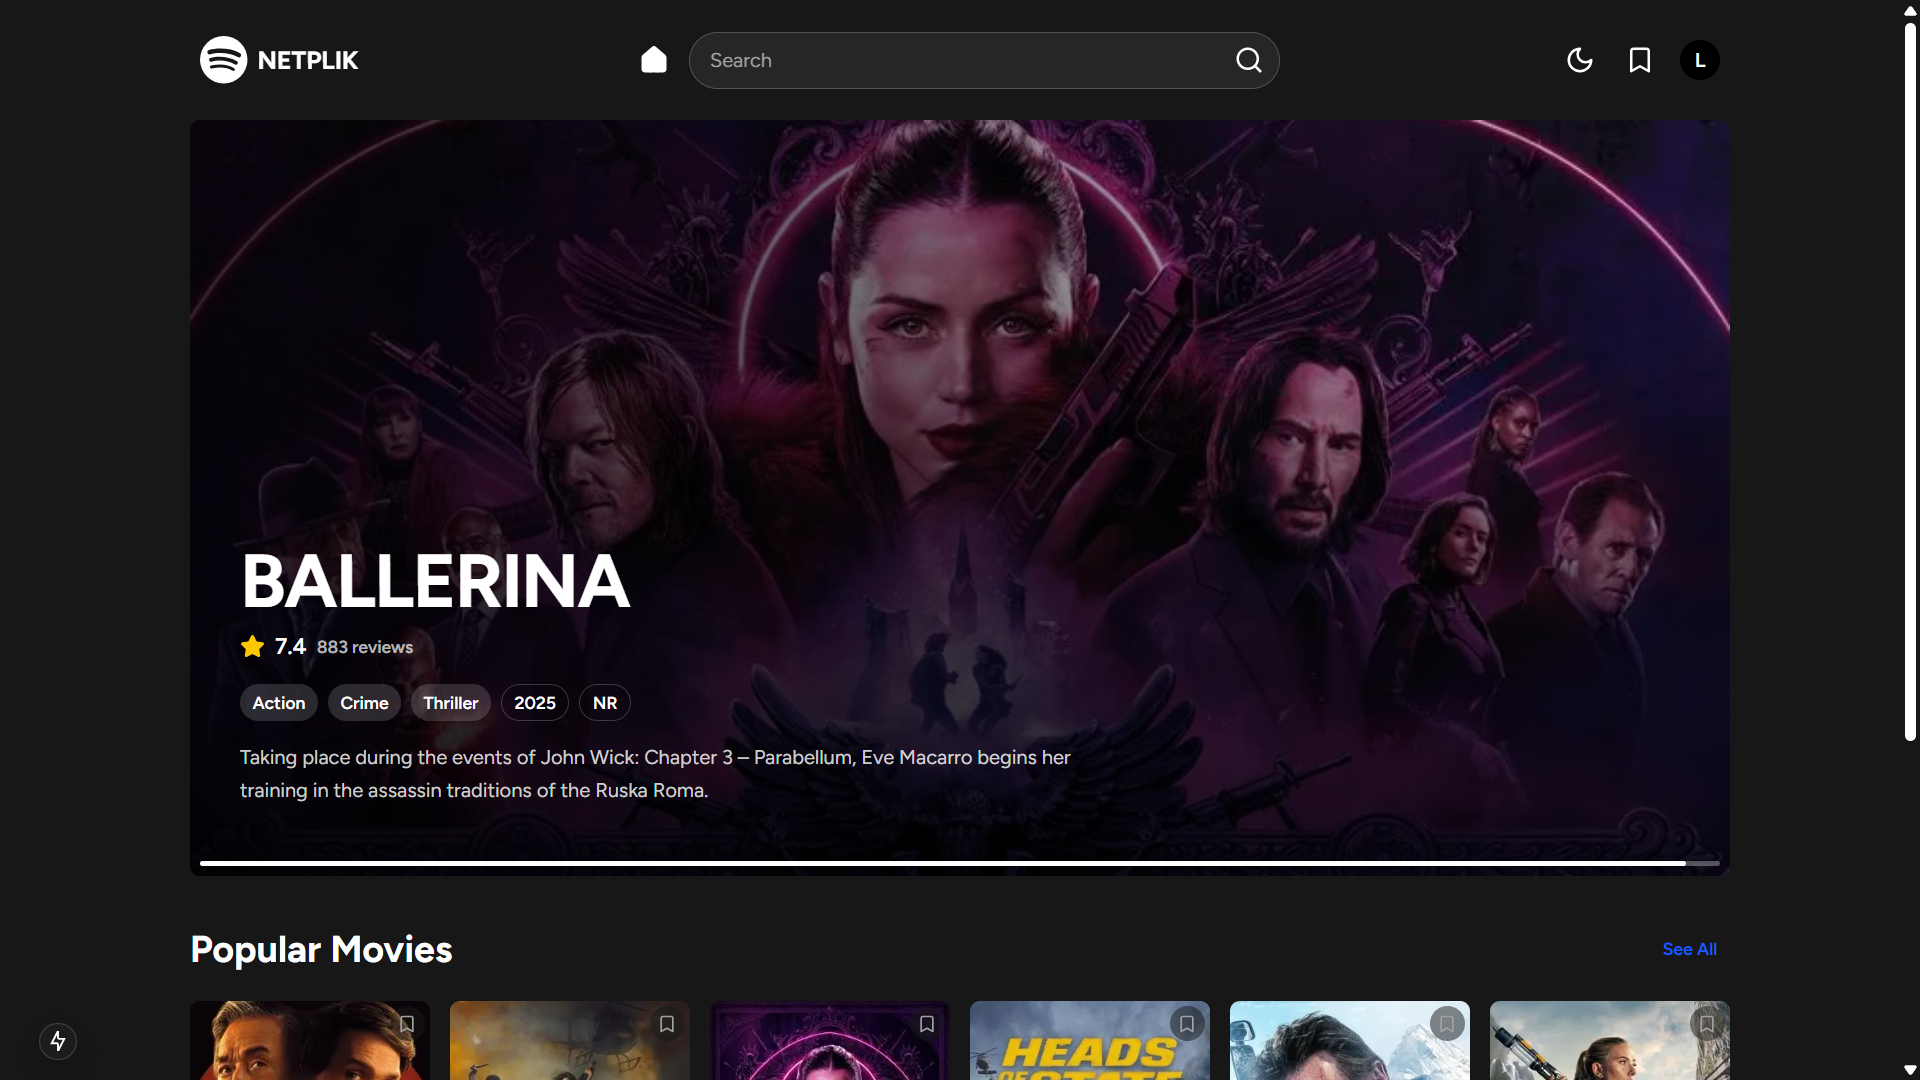 NETPLIK
Search
L
BALLERINA
7.4 883 reviews
Action Crime Thriller 2025 NR
Taking place during the events of John Wick: Chapter 3 – Parabellum, Eve Macarro begins her
training in the assassin traditions of the Ruska Roma.
Popular Movies
See All
HEADS
OF STATE